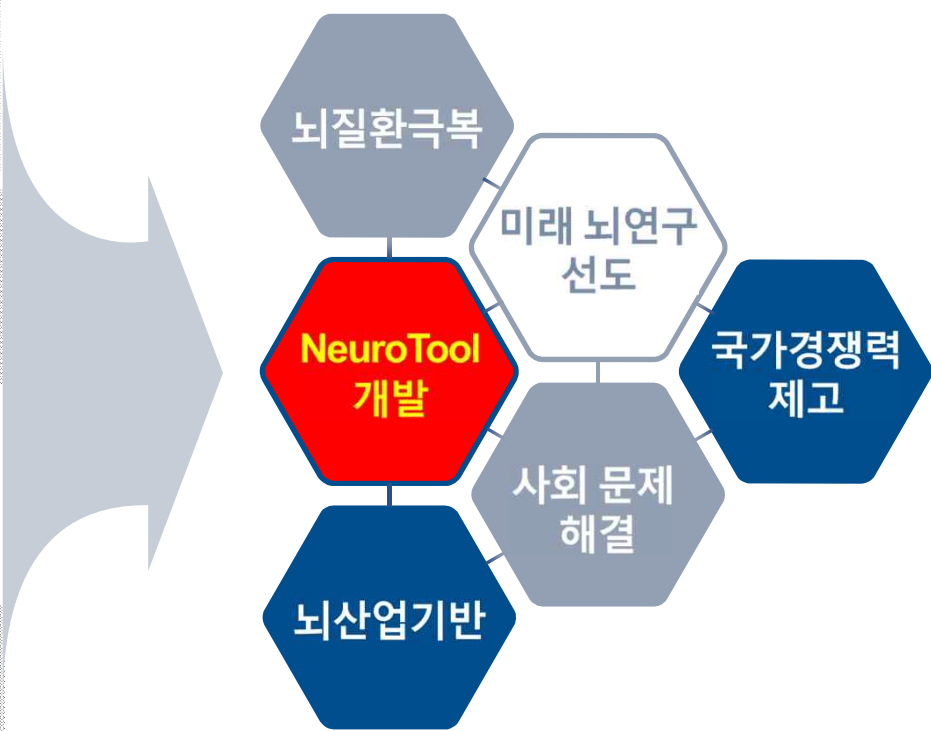 뇌질환극복
미래 뇌연구
선도
NeuroTool
개발
국가경쟁력
제고
사회 문제
해결
뇌산업기반